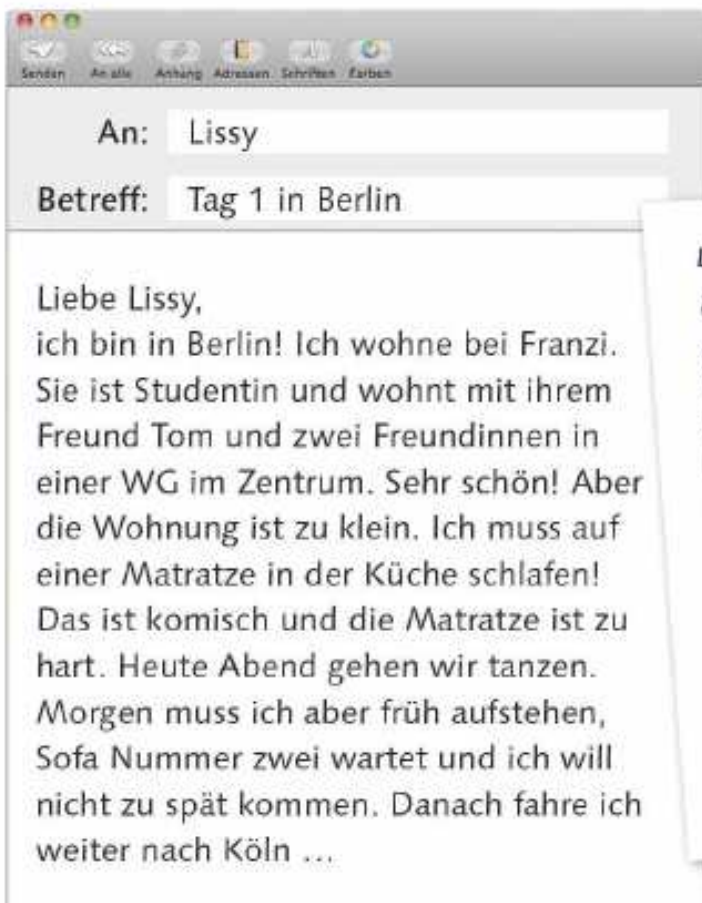 Senden An alle Anhang Adressen Schriften Farben
An: Lissy
Betreff: Tag 1 in Berlin
Liebe Lissy,
ich bin in Berlin! Ich wohne bei Franzi.
Sie ist Studentin und wohnt mit ihrem
Freund Tom und zwei Freundinnen in
einer WG im Zentrum. Sehr schön! Aber
die Wohnung ist zu klein. Ich muss auf
einer Matratze in der Küche schlafen!
Das ist komisch und die Matratze ist zu
hart. Heute Abend gehen wir tanzen.
Morgen muss ich aber früh aufstehen,
Sofa Nummer zwei wartet und ich will
nicht zu spät kommen. Danach fahre ich
weiter nach Köln ...